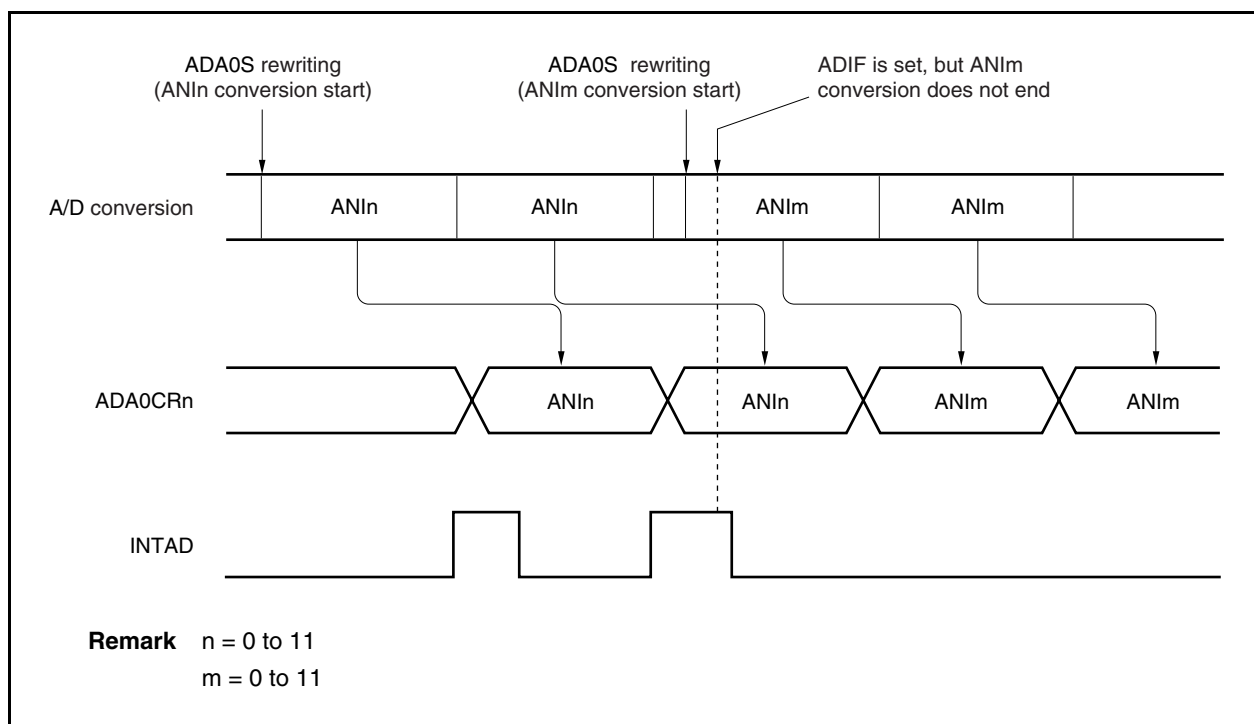 ADA0S rewriting
(ANIn conversion start)
ADA0S rewriting
(ANIm conversion start)
ADIF is set, but ANIm
conversion does not end
A/D conversion
ANIn
ANIn
ANIm
ANIm
ADA0CRn
ANIn
ANIn
ANIm
ANIm
INTAD
Remark n = 0 to 11
m = 0 to 11